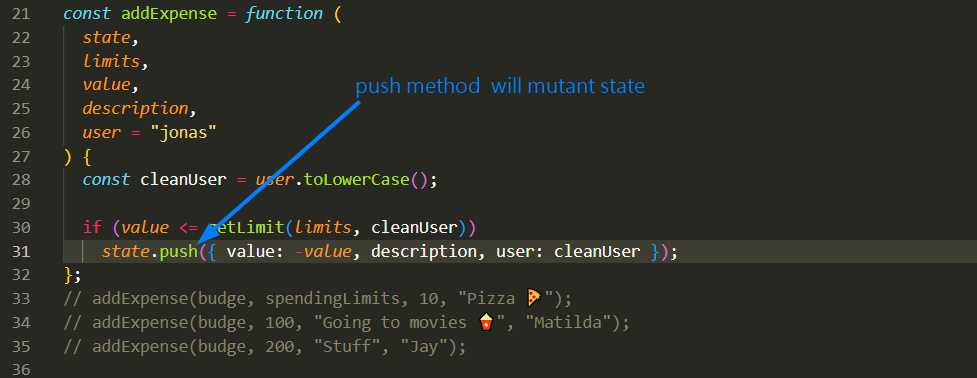 21 const addExpense = function (
22 state,
23 limits,
24 value,
push method will mutant state
25 description,
26 user = "jonas"
27 ) {
28 const cleanUser = user.toLowerCase();
29
30 if (value <= getLimit(limits, cleanUser))
31 state.push({ value: -value, description, user: cleanUser });
32 };
33 // addExpense(budge, spendingLimits, 10, "Pizza 🍕");
34 // addExpense(budge, 100, "Going to movies 🍿", "Matilda");
35 // addExpense(budge, 200, "Stuff", "Jay");
36